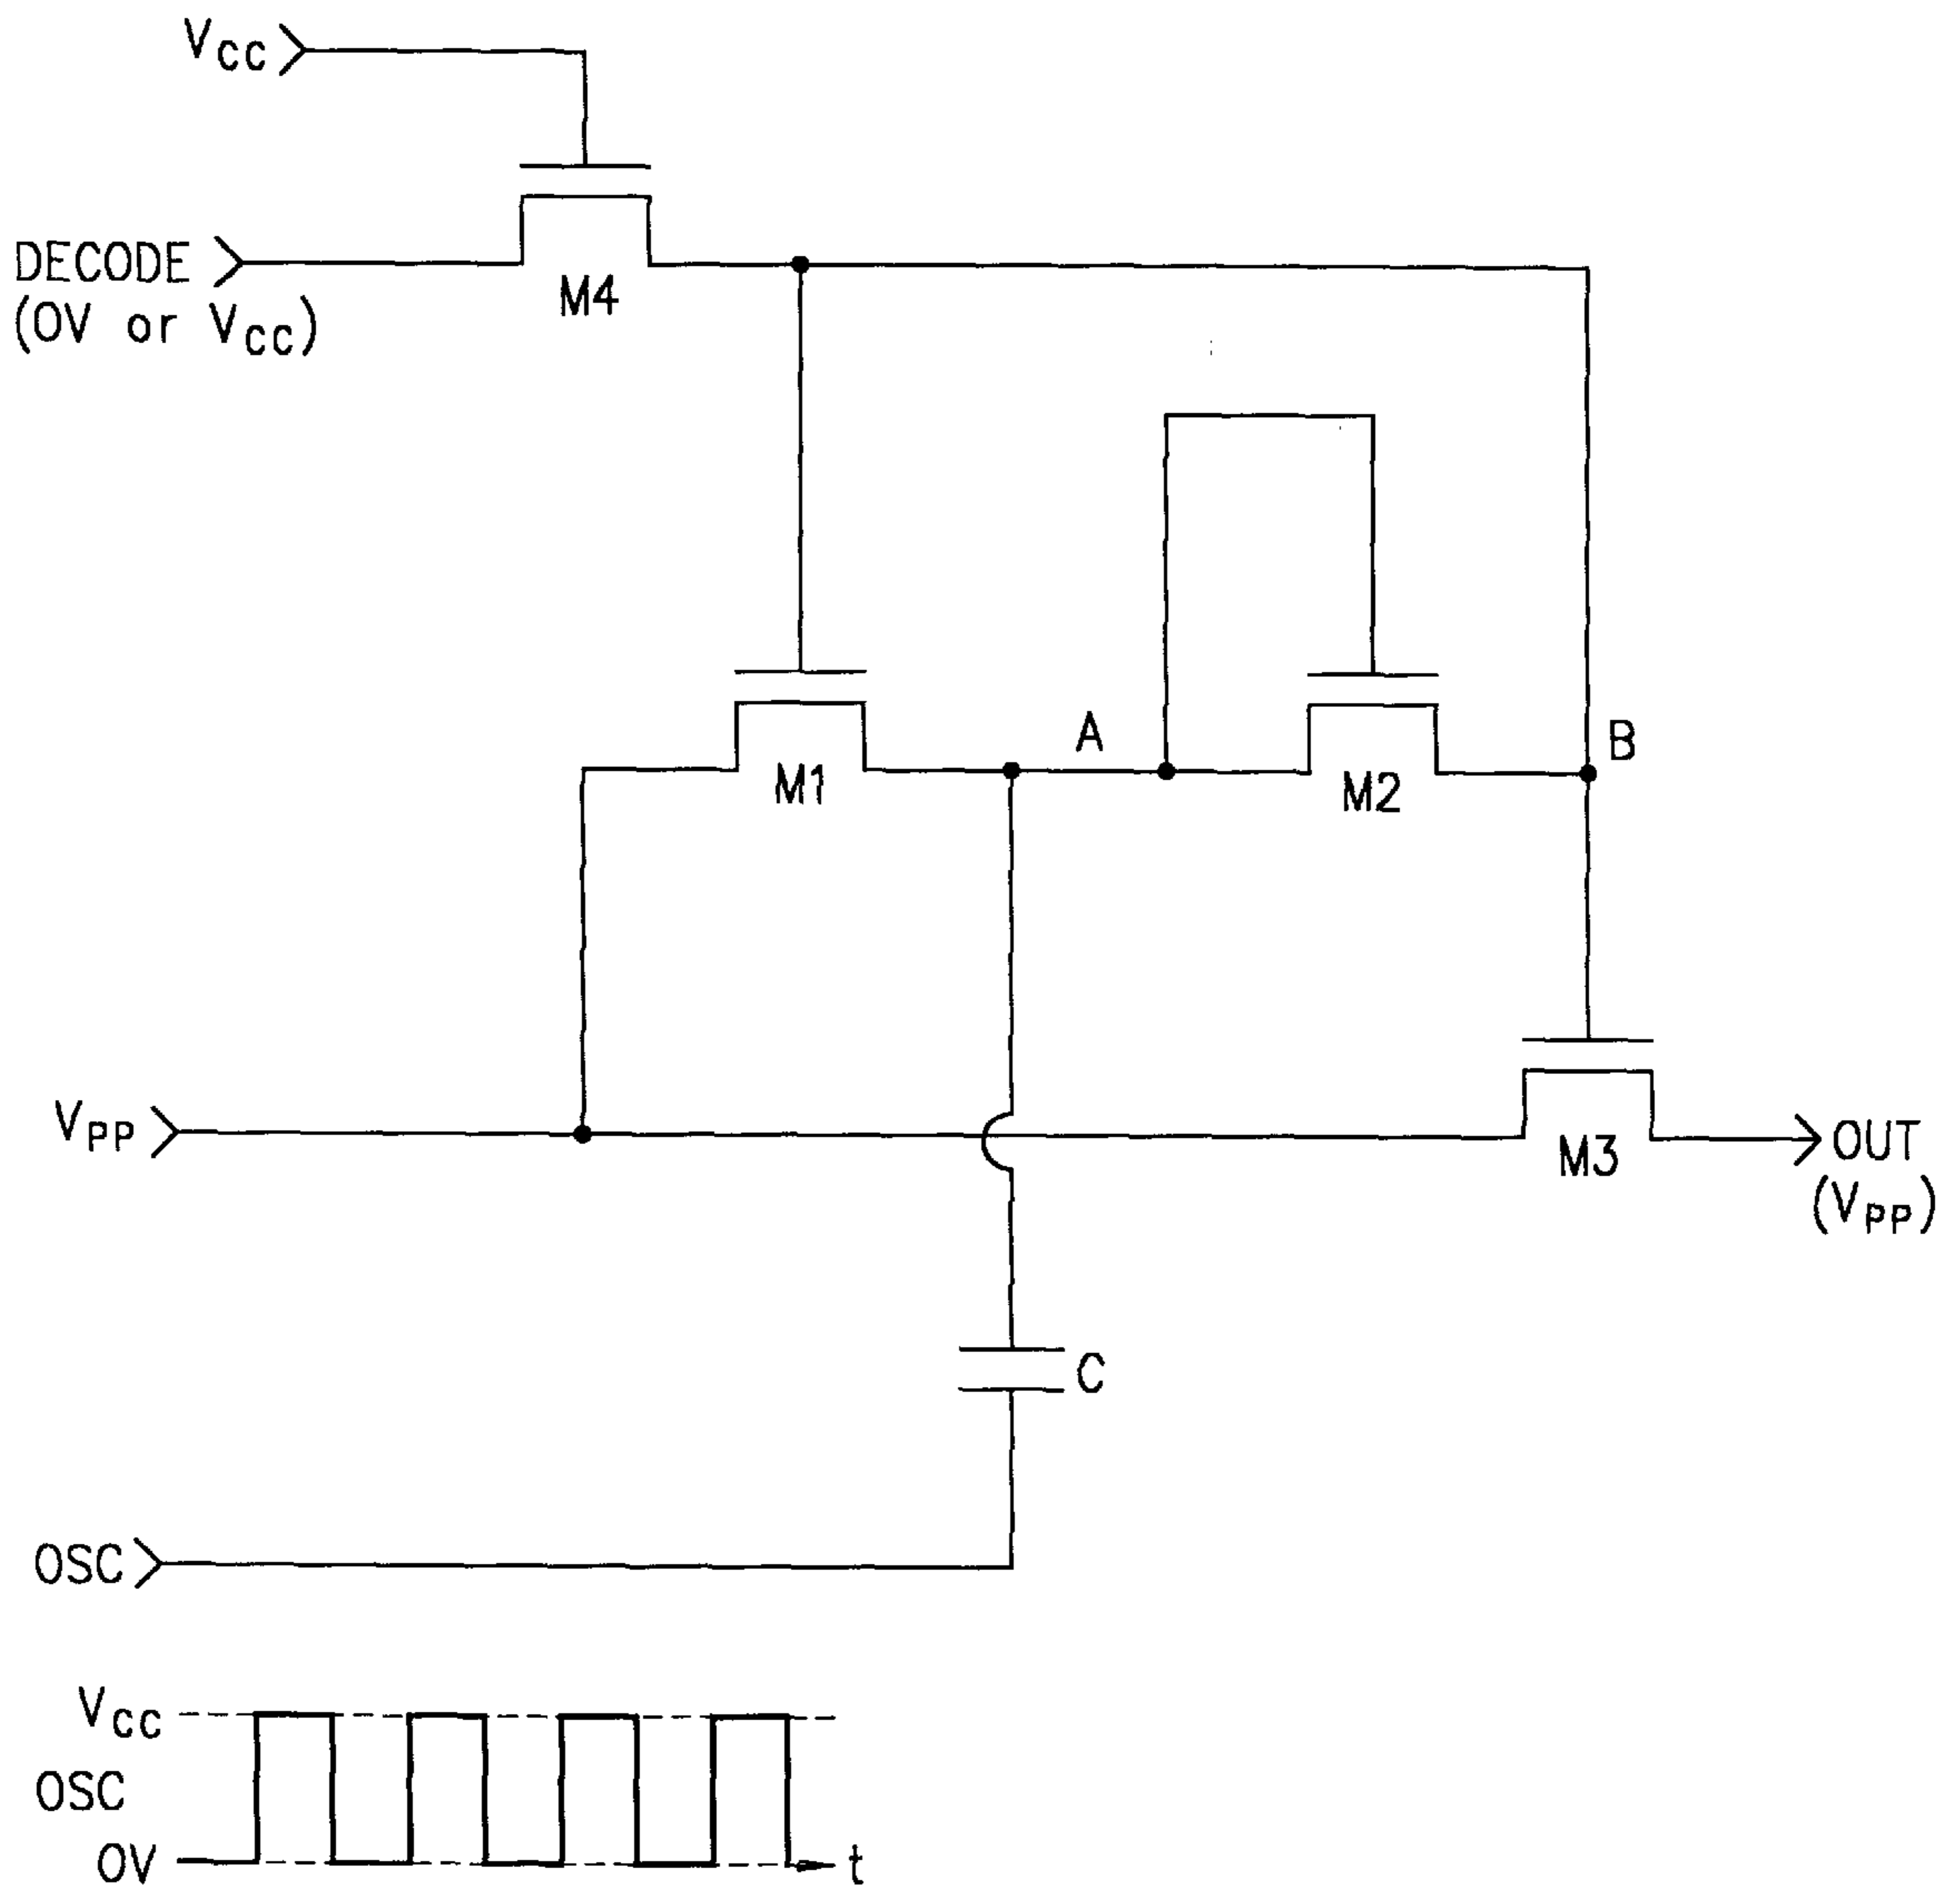 VCC
DECODE
(0V or VCC)
M4
A
B
M1
M2
VPP
M3
OUT
(VPP)
C
OSC
VCC
OSC
0V
t